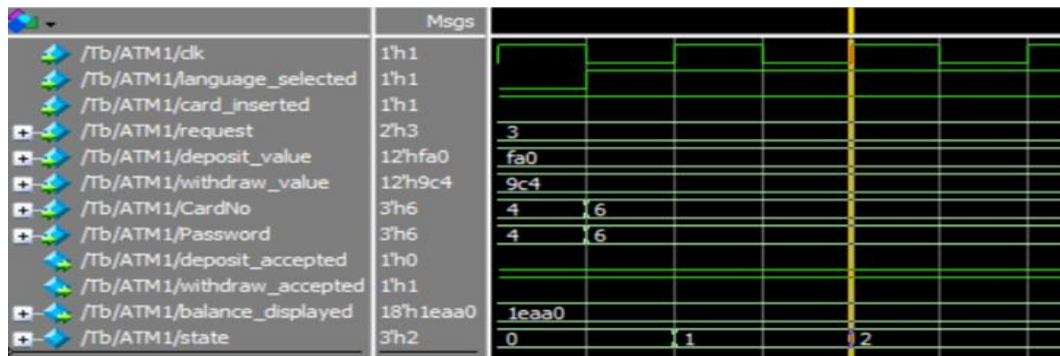 Msgs
/Tb/ATM1/clk 1'h1
/Tb/ATM1/language_selected 1'h1
/Tb/ATM1/card_inserted 1'h1
/Tb/ATM1/request 2'h3 3
/Tb/ATM1/deposit_value 12'hfa0 fa0
/Tb/ATM1/withdraw_value 12'h9c4 9c4
/Tb/ATM1/CardNo 3'h6 4 6
/Tb/ATM1/Password 3'h6 4 6
/Tb/ATM1/deposit_accepted 1'h0
/Tb/ATM1/withdraw_accepted 1'h1
/Tb/ATM1/balance_displayed 18'h1eaa0 1eaa0
/Tb/ATM1/state 3'h2 0 1 2